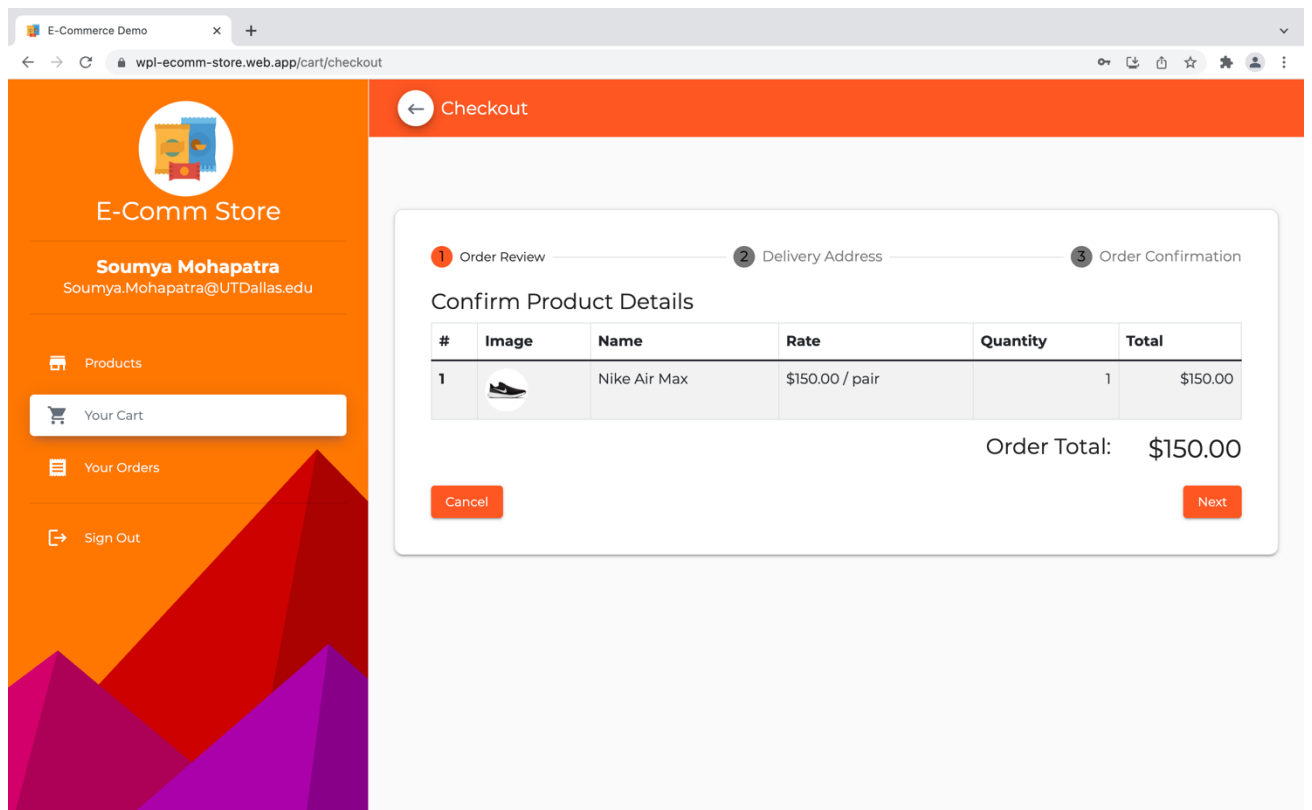 E-Commerce Demo
wpl-ecomm-store.web.app/cart/checkout
E-Comm Store
Soumya Mohapatra
Soumya.Mohapatra@UTDallas.edu
Products
Your Cart
Your Orders
Sign Out
Checkout
1 Order Review 2 Delivery Address 3 Order Confirmation
Confirm Product Details
# Image Name Rate Quantity Total
1 Nike Air Max $150.00 / pair 1 $150.00
Order Total: $150.00
Cancel Next